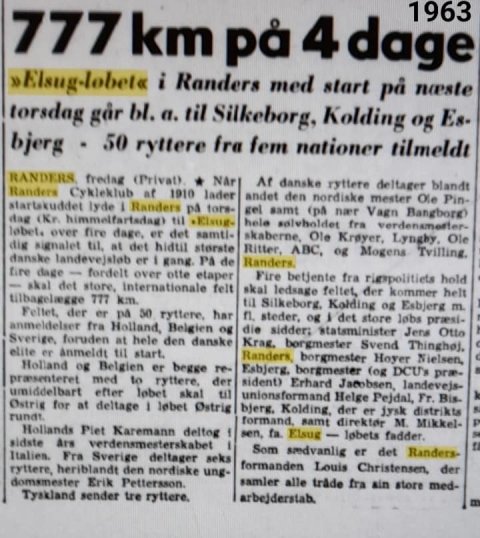 1963
777 km på 4 dage
»Elsug-løbet« i Randers med start på næste
torsdag går bl. a. til Silkeborg, Kolding og Es-
bjerg - 50 ryttere fra fem nationer tilmeldt
RANDERS, fredag (Privat). ★ Når
Randers Cykleklub af 1910 lader
startskuddet lyde i Randers på tors-
dag (Kr. himmelfartsdag) til »Elsug-
løbet« over fire dage, er det samti-
dig signalet til, at det hidtil største
danske landevejsløb er i gang. På de
fire dage — fordelt over otte etaper
— skal det store, internationale felt
tilbagelægge 777 km.
Feltet, der er på 50 ryttere, har
anmeldelser fra Holland, Belgien og
Sverige, foruden at hele den danske
elite er anmeldt til start.
Holland og Belgien er begge re-
præsenteret med to ryttere, der
umiddelbart efter løbet skal til
Østrig for at deltage i løbet Østrig
rundt.
Hollands Piet Karemann deltog i
sidste års verdensmesterskabet i
Italien. Fra Sverige deltager seks
ryttere, heriblandt den nordiske ung-
domsmester Erik Pettersson.
Tyskland sender tre ryttere.
Af danske ryttere deltager blandt
andet den nordiske mester Ole Pin-
gel samt (på nær Vagn Bangborg)
hele sølvholdet fra verdensmester-
skaberne, Ole Krøyer, Lyngby, Ole
Ritter, ABC, og Mogens Tvilling,
Randers.
Fire betjente fra rigspolitiets hold
skal ledsage feltet, der kommer helt
til Silkeborg, Kolding og Esbjerg m.
fl. steder, og i det store løbs præsi-
die sidder; statsminister Jens Otto
Krag, borgmester Svend Thinghøj,
Randers, borgmester Høyer Nielsen,
Esbjerg, borgmester (og DCU's præ-
sident) Erhard Jacobsen, landevejs-
unionsformand Helge Pejdal, Fr. Bis-
bjerg, Kolding, der er jysk distrikts
formand, samt direktør M. Mikkel-
sen, fa. Elsug — løbets fadder.
Som sædvanlig er det Randers-
formanden Louis Christensen, der
samler alle tråde fra sin store med-
arbejderstab.